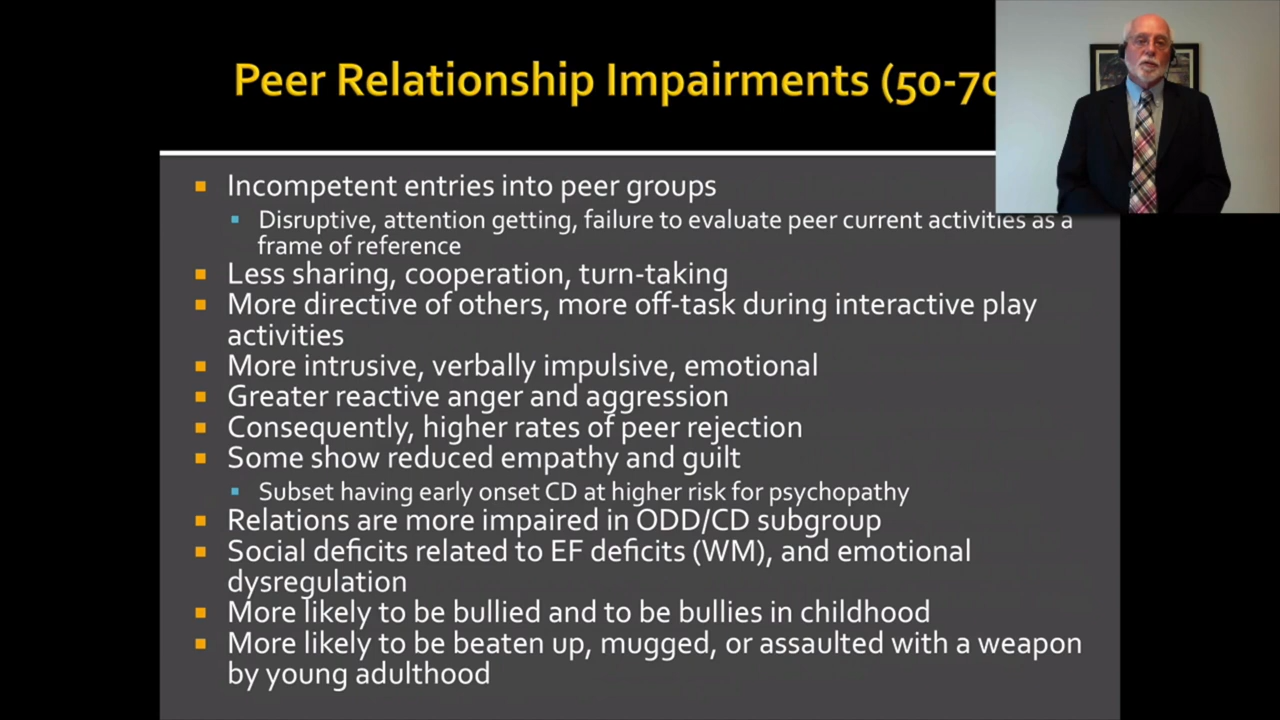 Peer Relationship Impairments (50-70
Incompetent entries into peer groups
Disruptive, attention getting, failure to evaluate peer current activities as a
frame of reference
Less sharing, cooperation, turn-taking
More directive of others, more off-task during interactive play
activities
More intrusive, verbally impulsive, emotional
Greater reactive anger and aggression
Consequently, higher rates of peer rejection
Some show reduced empathy and guilt
Subset having early onset CD at higher risk for psychopathy
Relations are more impaired in ODD/CD subgroup
Social deficits related to EF deficits (WM), and emotional
dysregulation
More likely to be bullied and to be bullies in childhood
More likely to be beaten up, mugged, or assaulted with a weapon
by young adulthood